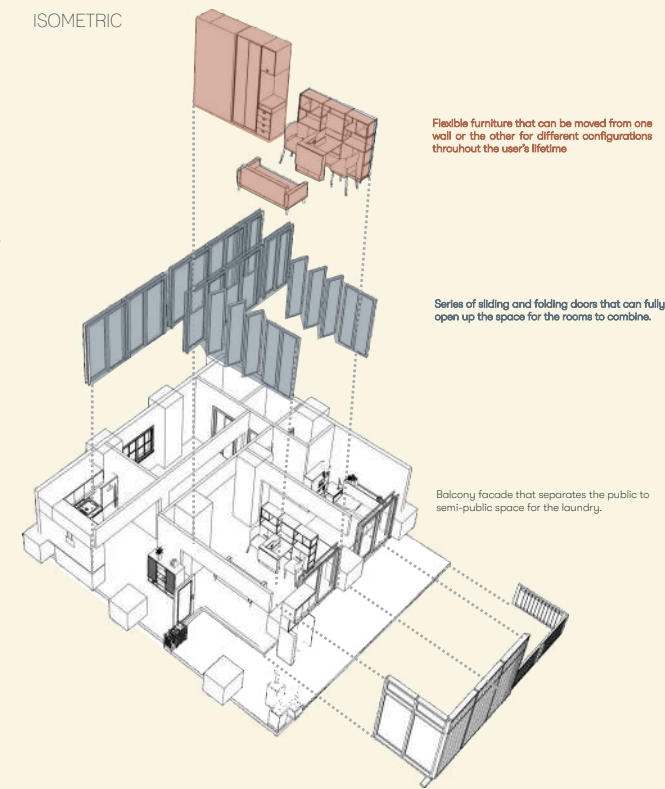 ISOMETRIC
Flexible furniture that can be moved from one
wall or the other for different configurations
throuhout the user's lifetime
Series of sliding and folding doors that can fully
open up the space for the rooms to combine.
Balcony facade that separates the public to
semi-public space for the laundry.